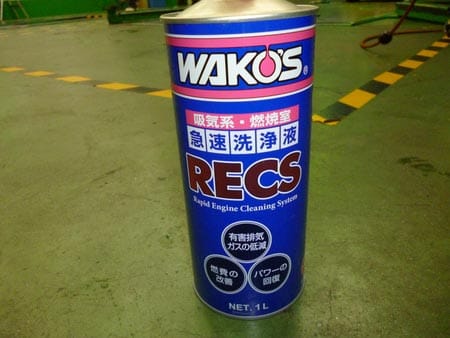 WAKO'S®
吸気系・燃焼室
急速洗浄液
RECS
Rapid Engine Cleaning System
有害排気
ガスの低減
燃費の
改善
パワーの
回復
NET. 1L